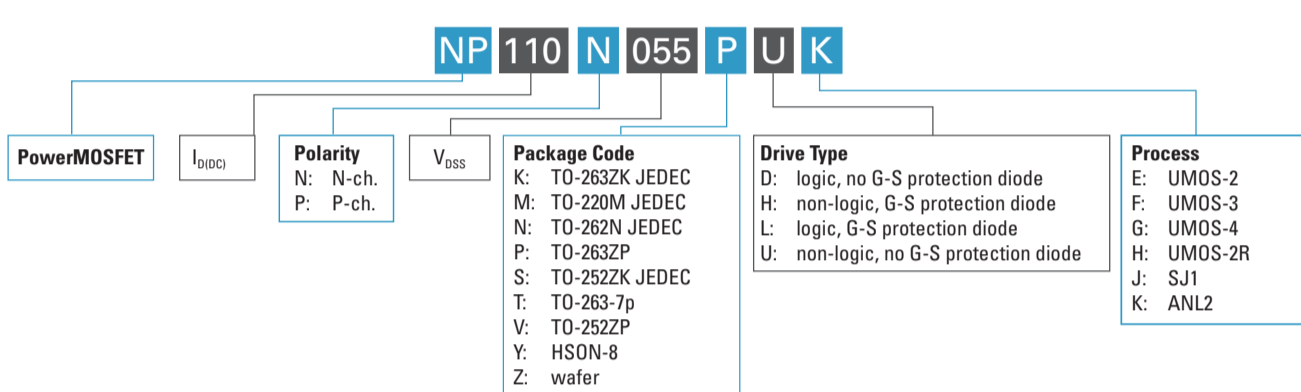 NP 110 N 055 P U K
PowerMOSFET
I_D(DC)
Polarity
N: N-ch.
P: P-ch.
V_DSS
Package Code
K: TO-263ZK JEDEC
M: TO-220M JEDEC
N: TO-262N JEDEC
P: TO-263ZP
S: TO-252ZK JEDEC
T: TO-263-7p
V: TO-252ZP
Y: HSON-8
Z: wafer
Drive Type
D: logic, no G-S protection diode
H: non-logic, G-S protection diode
L: logic, G-S protection diode
U: non-logic, no G-S protection diode
Process
E: UMOS-2
F: UMOS-3
G: UMOS-4
H: UMOS-2R
J: SJ1
K: ANL2